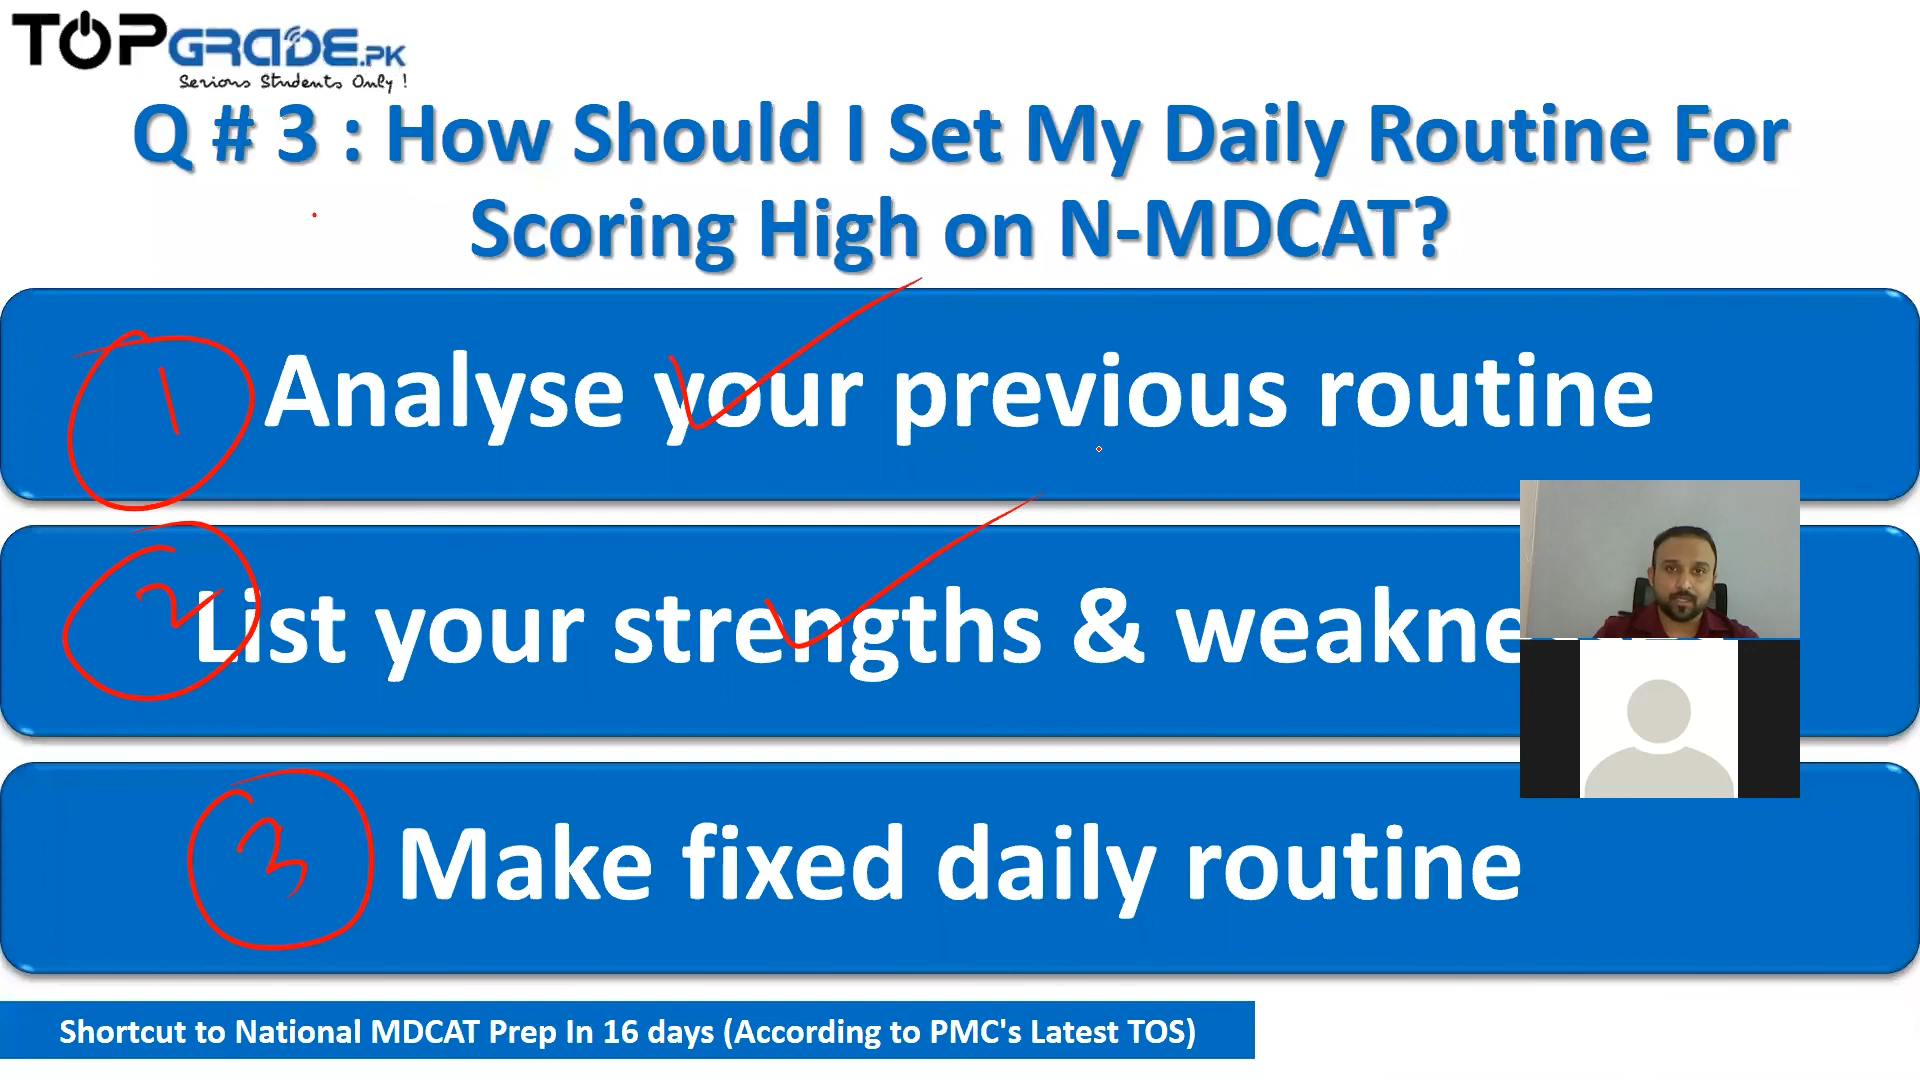 TOPGRADE.PK
Serious Students Only !
Q # 3 : How Should I Set My Daily Routine For
Scoring High on N-MDCAT?
1
Analyse your previous routine
2
List your strengths & weakne
3
Make fixed daily routine
Shortcut to National MDCAT Prep In 16 days (According to PMC's Latest TOS)